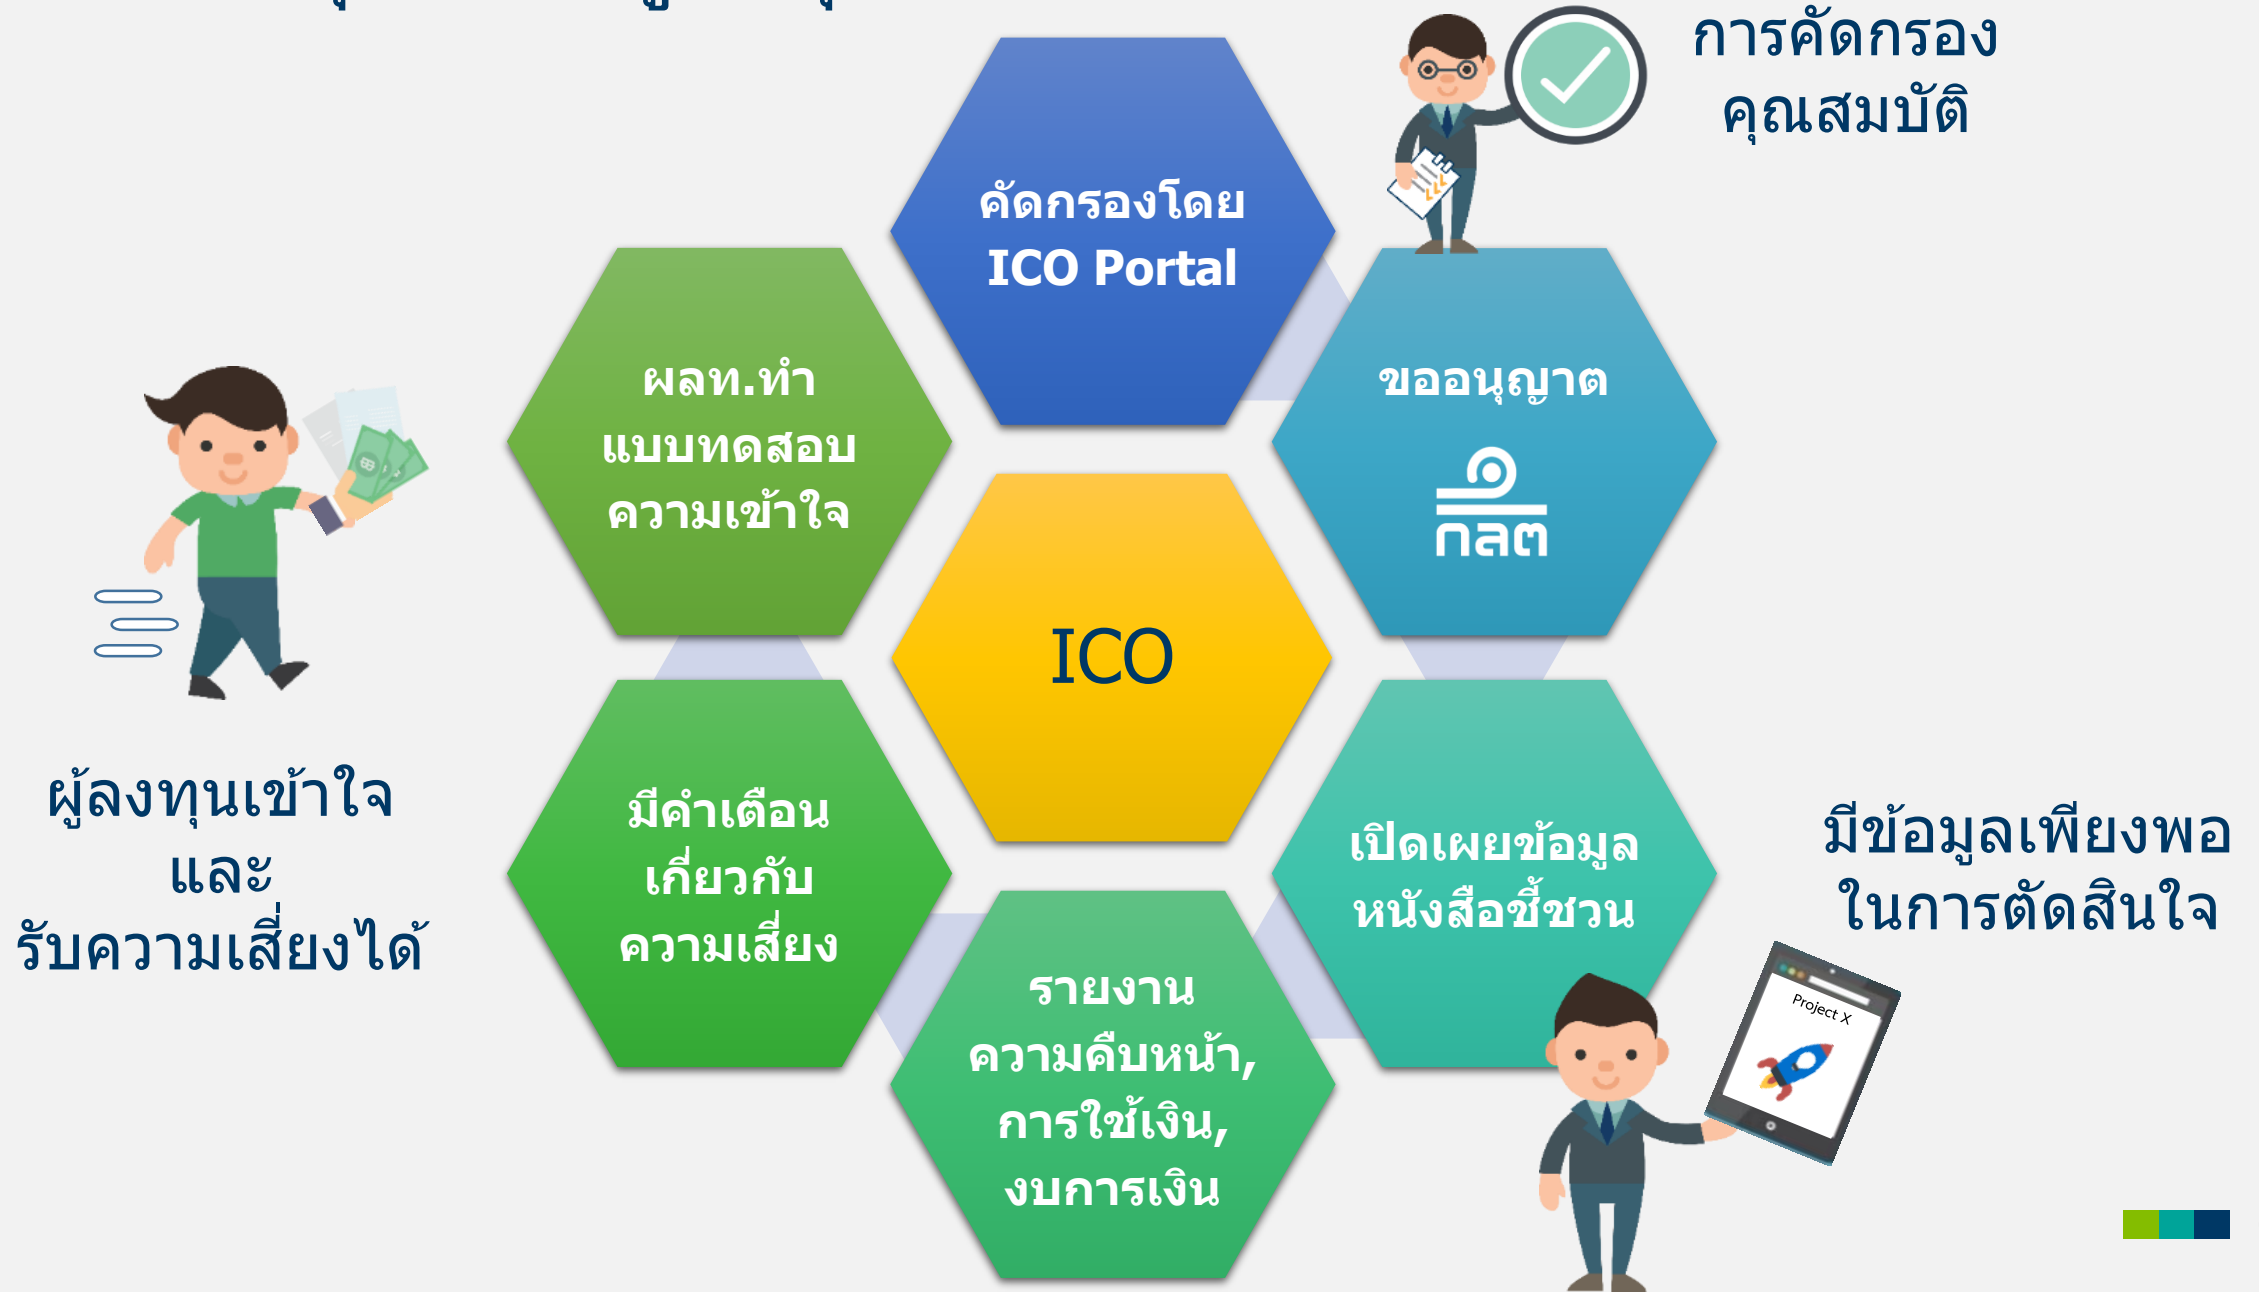 การคัดกรอง
คุณสมบัติ
คัดกรองโดย
ICO Portal
ขออนุญาต
กลต
ผลท.ทำ
แบบทดสอบ
ความเข้าใจ
ICO
ผู้ลงทุนเข้าใจ
และ
รับความเสี่ยงได้
มีคำเตือน
เกี่ยวกับ
ความเสี่ยง
เปิดเผยข้อมูล
หนังสือชี้ชวน
มีข้อมูลเพียงพอ
ในการตัดสินใจ
Project X
รายงาน
ความคืบหน้า,
การใช้เงิน,
งบการเงิน